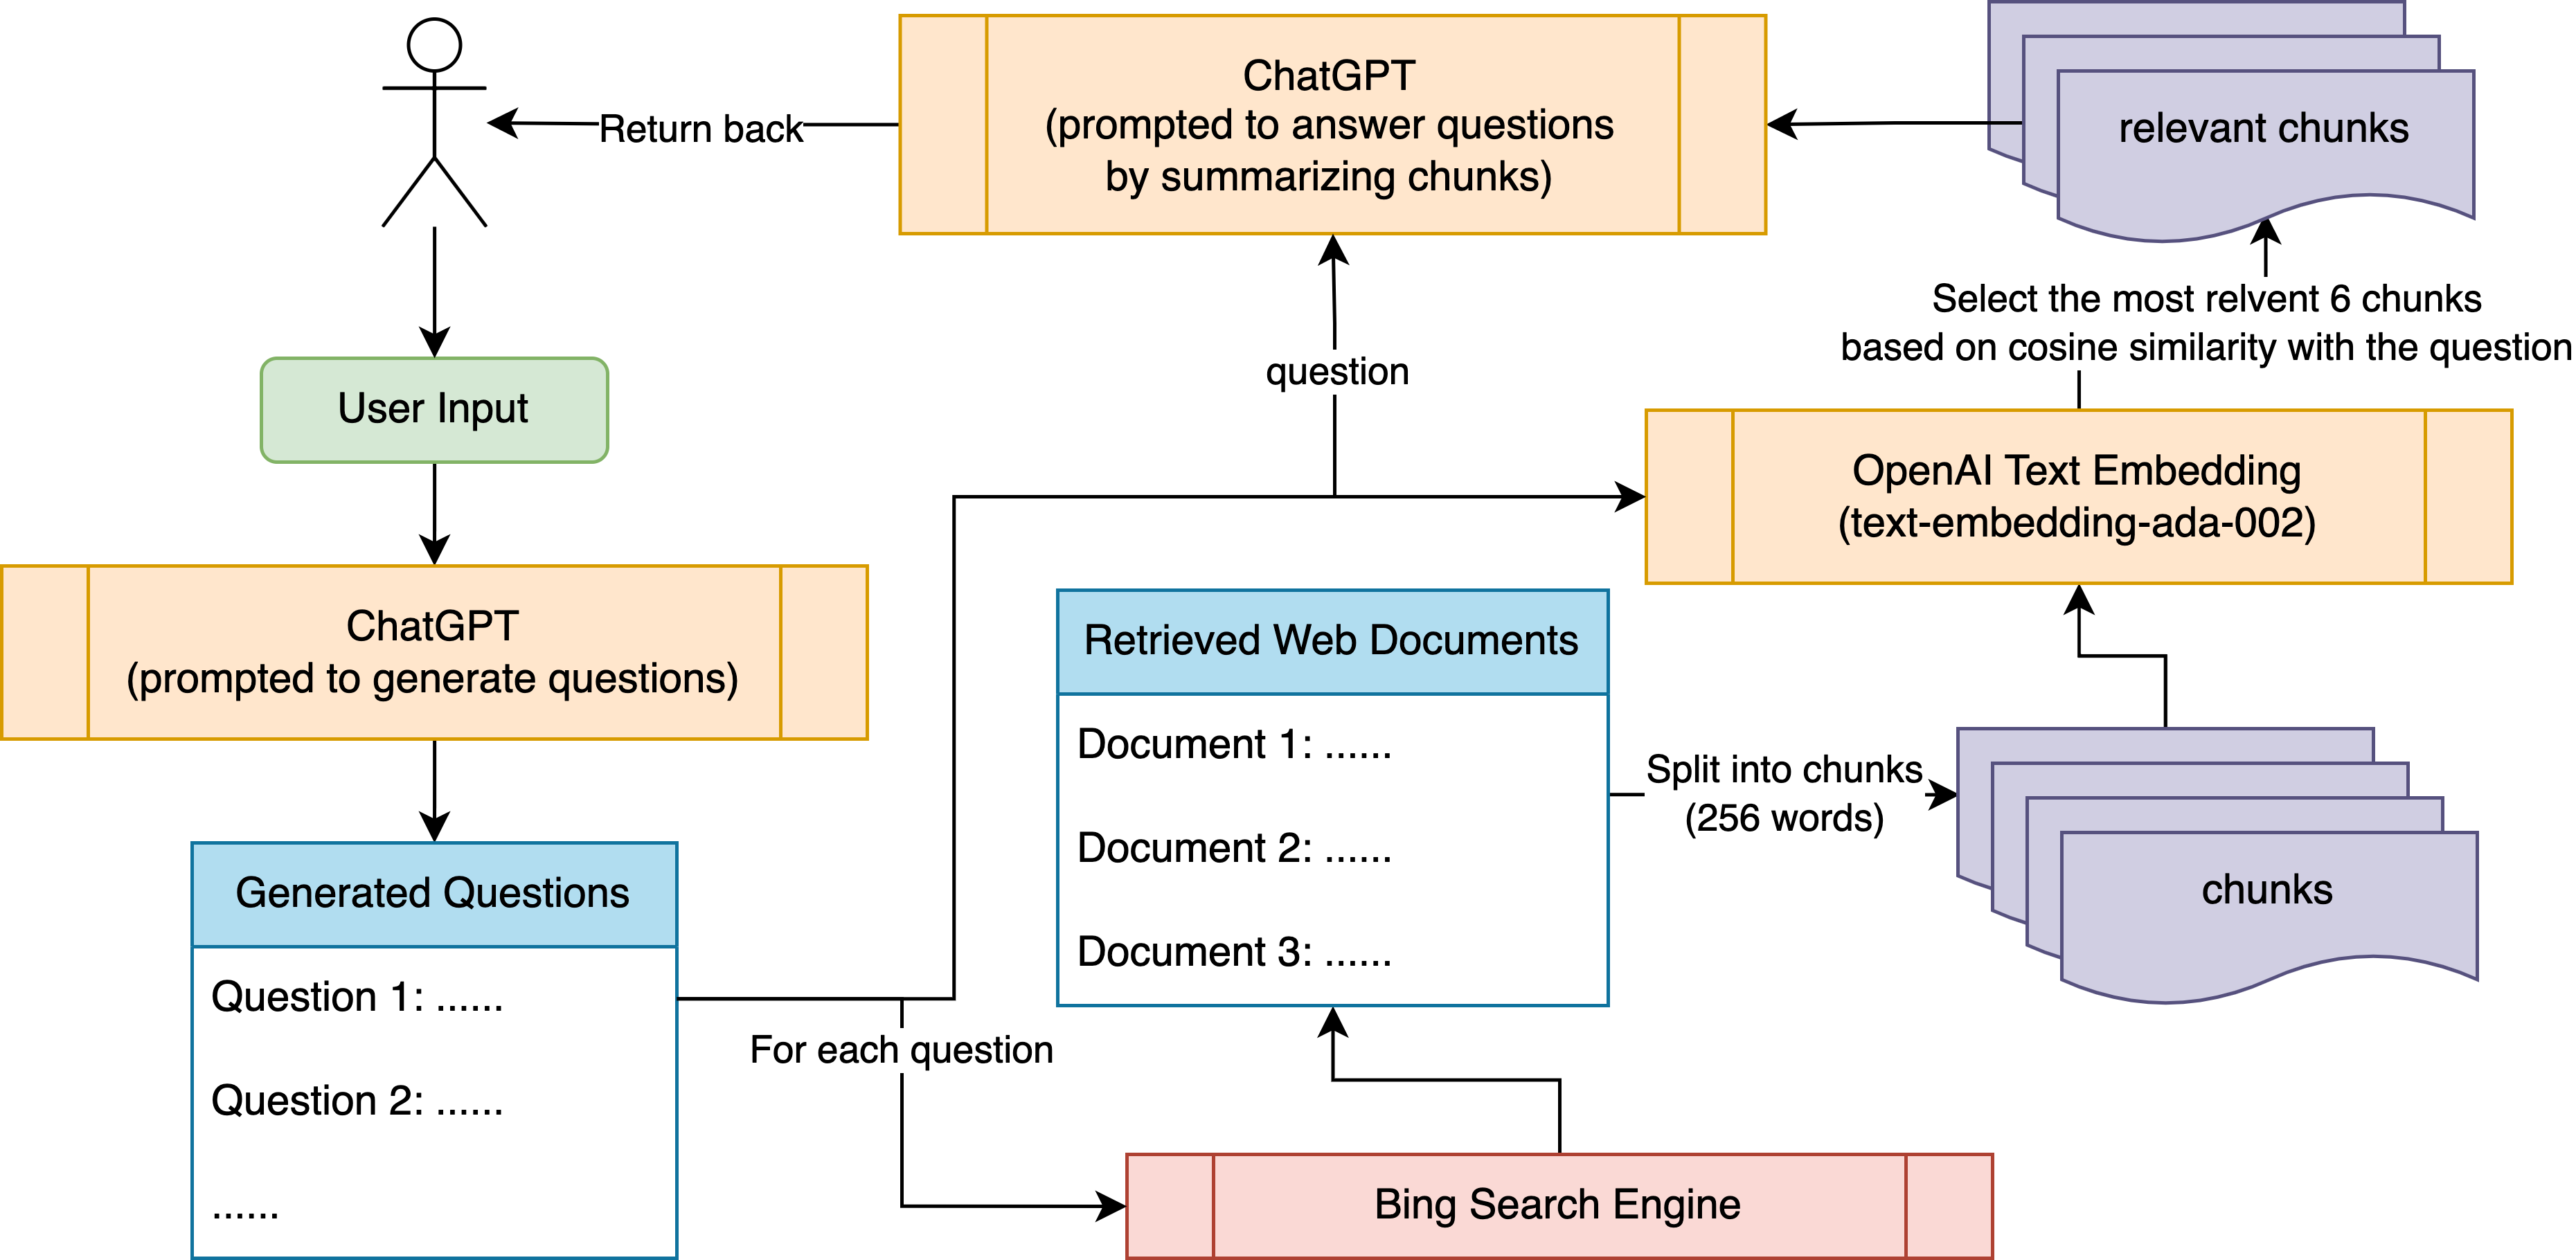 ChatGPT
(prompted to answer questions
by summarizing chunks)
Return back
relevant chunks
Select the most relvent 6 chunks
based on cosine similarity with the question
question
User Input
OpenAI Text Embedding
(text-embedding-ada-002)
ChatGPT
(prompted to generate questions)
Retrieved Web Documents
Document 1: ......
Document 2: ......
Document 3: ......
Split into chunks
(256 words)
chunks
Generated Questions
Question 1: ......
Question 2: ......
......
For each question
Bing Search Engine